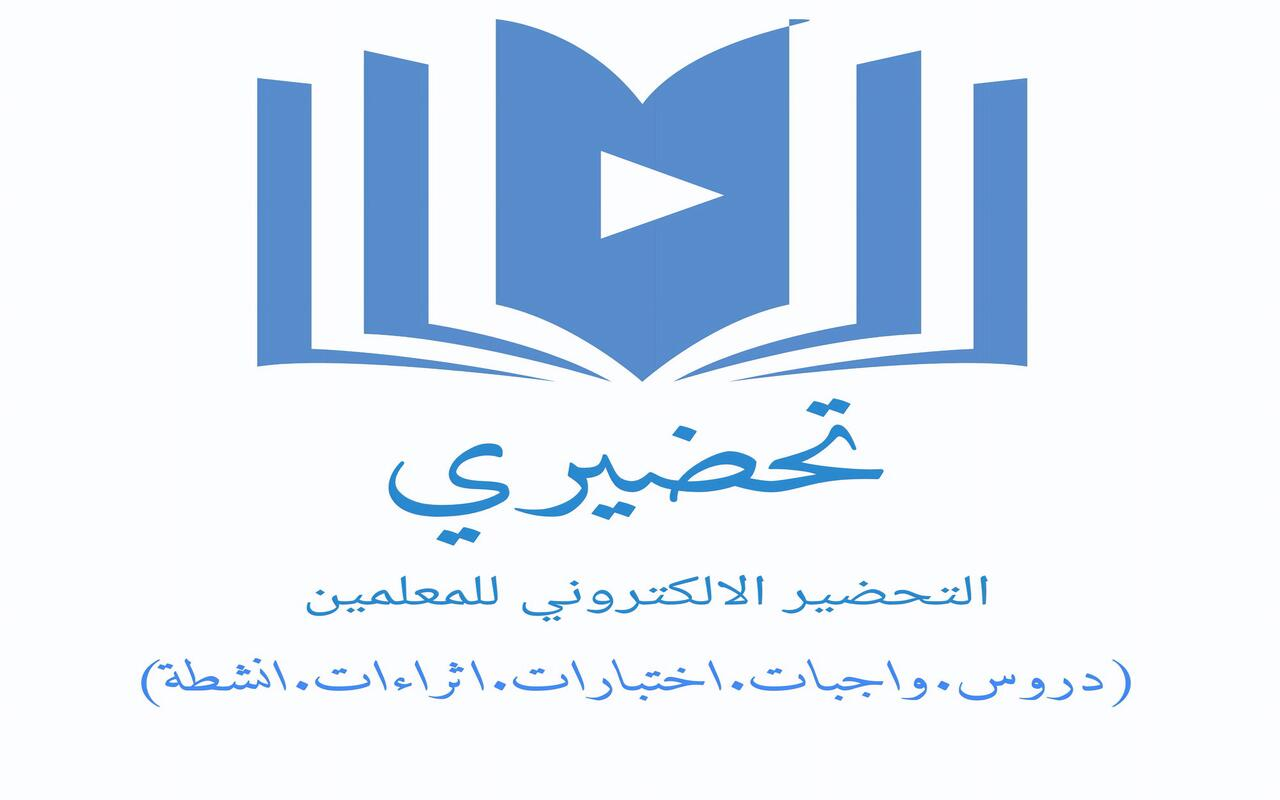 تحضيري
التحضير الالكتروني للمعلمين
(دروس.واجبات.اختبارات.اثراءات.انشطة)